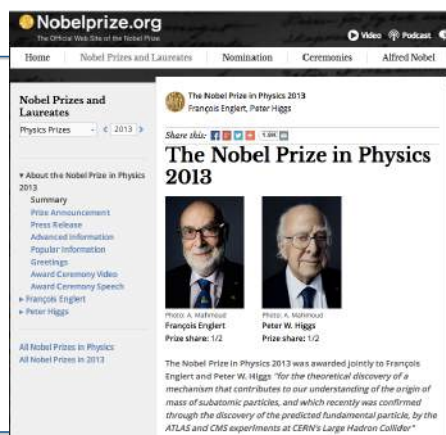 Nobelprize.org
The Official Web Site of the Nobel Prize
Video Podcast
Home Nobel Prizes and Laureates Nomination Ceremonies Alfred Nobel
Nobel Prizes and
Laureates
Physics Prizes < 2013 >
About the Nobel Prize in Physics
2013
Summary
Prize Announcement
Press Release
Advanced Information
Popular Information
Greetings
Award Ceremony Video
Award Ceremony Speech
François Englert
Peter Higgs
All Nobel Prizes in Physics
All Nobel Prizes in 2013
The Nobel Prize in Physics 2013
François Englert, Peter Higgs
Share this:
The Nobel Prize in Physics
2013
Photo: A. Mahmoud
François Englert
Prize share: 1/2
Photo: A. Mahmoud
Peter W. Higgs
Prize share: 1/2
The Nobel Prize in Physics 2013 was awarded jointly to François
Englert and Peter W. Higgs "for the theoretical discovery of a
mechanism that contributes to our understanding of the origin of
mass of subatomic particles, and which recently was confirmed
through the discovery of the predicted fundamental particle, by the
ATLAS and CMS experiments at CERN's Large Hadron Collider"